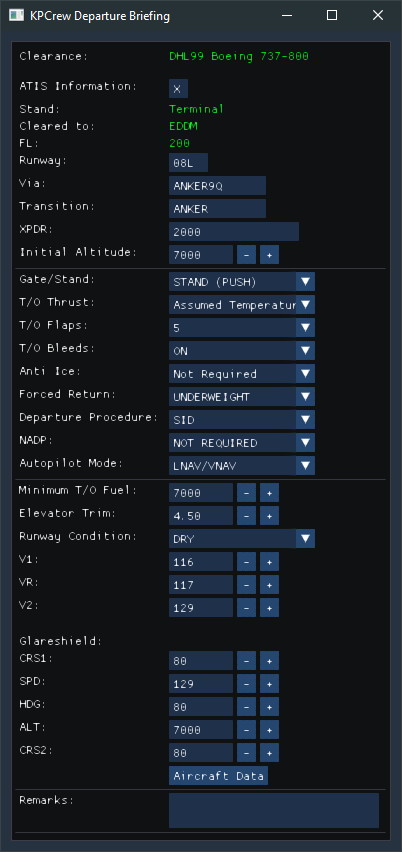 KPCrew Departure Briefing
Clearance: DHL99 Boeing 737-800
ATIS Information: X
Stand: Terminal
Cleared to: EDDM
FL: 200
Runway: 08L
Via: ANKER9Q
Transition: ANKER
XPDR: 2000
Initial Altitude: 7000 - +
Gate/Stand: STAND (PUSH)
T/O Thrust: Assumed Temperatur
T/O Flaps: 5
T/O Bleeds: ON
Anti Ice: Not Required
Forced Return: UNDERWEIGHT
Departure Procedure: SID
NADP: NOT REQUIRED
Autopilot Mode: LNAV/VNAV
Minimum T/O Fuel: 7000 - +
Elevator Trim: 4.50 - +
Runway Condition: DRY
V1: 116 - +
VR: 117 - +
V2: 129 - +
Glareshield:
CRS1: 80 - +
SPD: 129 - +
HDG: 80 - +
ALT: 7000 - +
CRS2: 80 - +
Aircraft Data
Remarks: